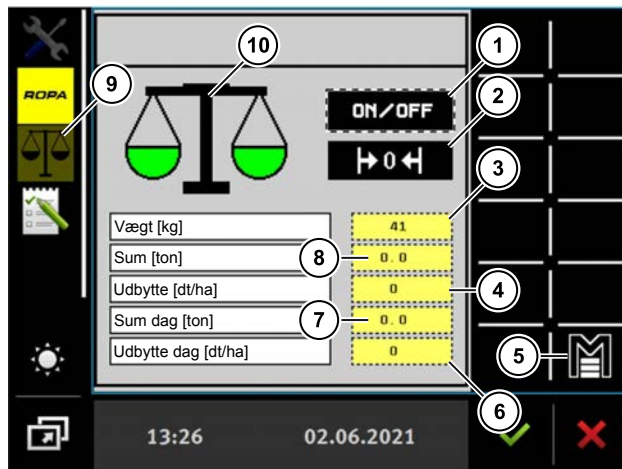 10
1
ROPA
9
ON/OFF
2
0
3
Vægt [kg] 41
Sum [ton] 8 0.0
Udbytte [dt/ha] 0 4
Sum dag [ton] 7 0.0
Udbytte dag [dt/ha] 0
5 M
6
13:26 02.06.2021